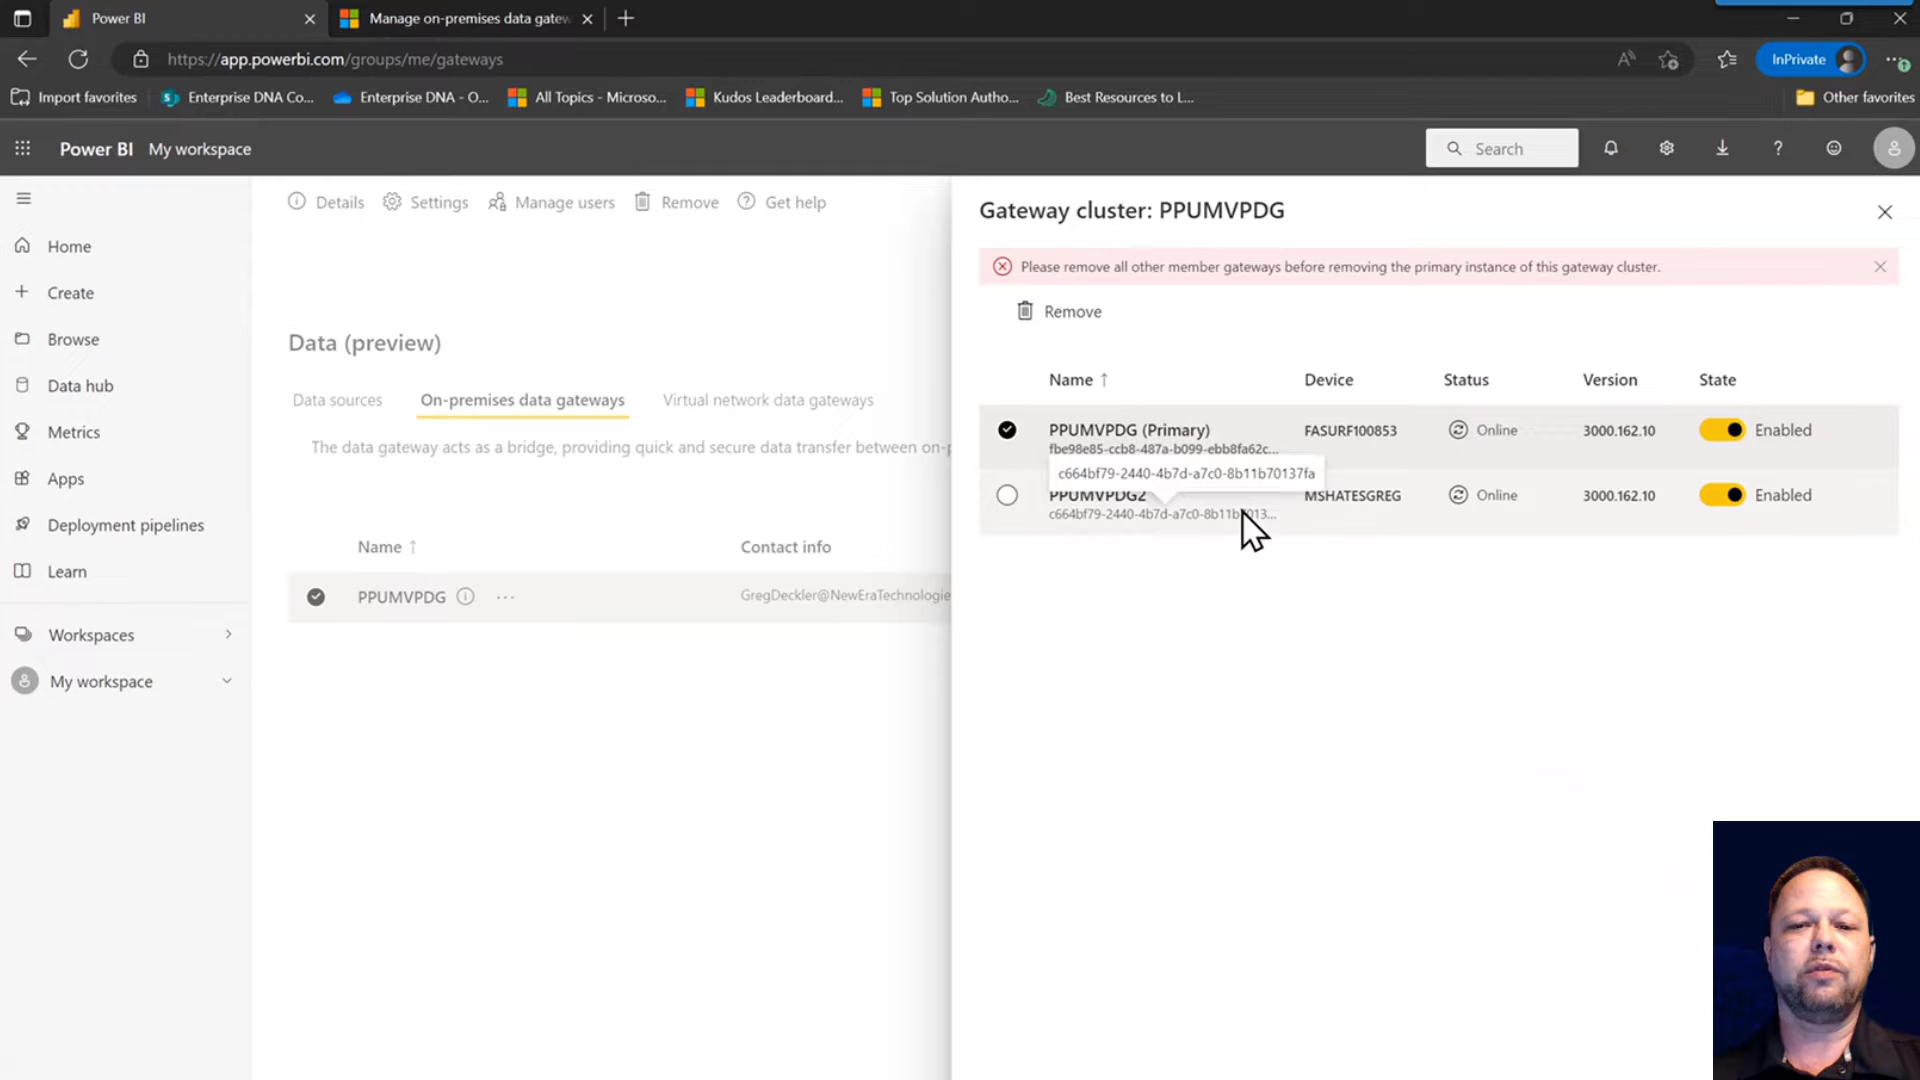 Power BI
Manage on-premises data gatew
https://app.powerbi.com/groups/me/gateways
InPrivate
Import favorites
Enterprise DNA Co...
Enterprise DNA - O...
All Topics - Microso...
Kudos Leaderboard...
Top Solution Autho...
Best Resources to L...
Other favorites
Power BI My workspace
Search
Home
Create
Browse
Data hub
Metrics
Apps
Deployment pipelines
Learn
Workspaces
My workspace
Details
Settings
Manage users
Remove
Get help
Data (preview)
Data sources
On-premises data gateways
Virtual network data gateways
The data gateway acts as a bridge, providing quick and secure data transfer between on-p
Name ↑ Contact info
PPUMVPDG ... GregDeckler@NewEraTechnologie
Gateway cluster: PPUMVPDG
Please remove all other member gateways before removing the primary instance of this gateway cluster.
Remove
Name ↑ Device Status Version State
PPUMVPDG (Primary) FASURF100853 Online 3000.162.10 Enabled
fbe98e85-ccb8-487a-b099-ebb8fa62c...
c664bf79-2440-4b7d-a7c0-8b11b70137fa
PPUMVPDG2 MSHATESGREG Online 3000.162.10 Enabled
c664bf79-2440-4b7d-a7c0-8b11b7013...